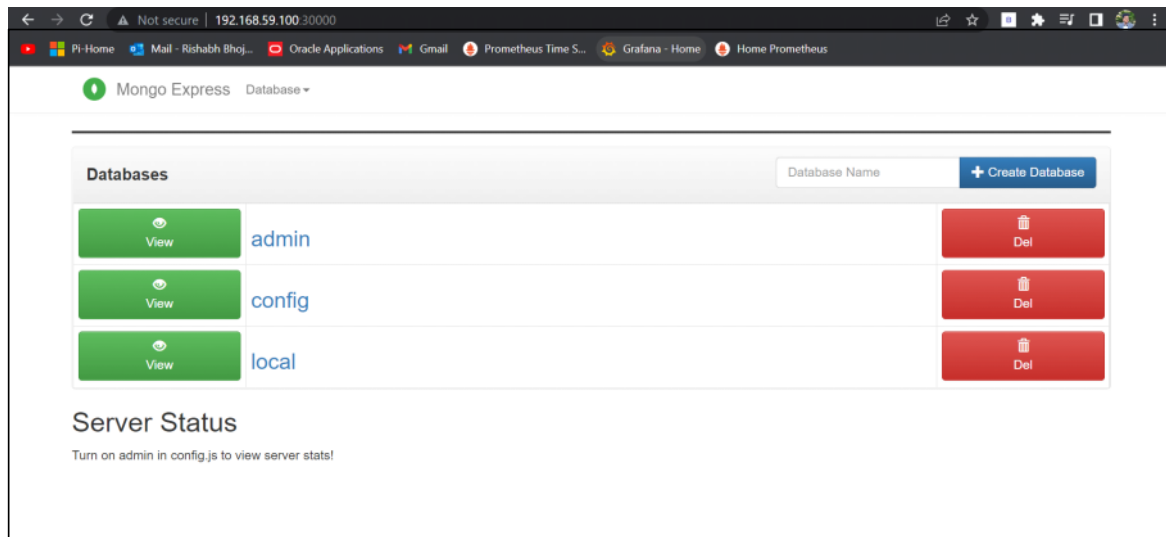 Not secure 192.168.59.100:30000
Pi-Home Mail - Rishabh Bhoj... Oracle Applications Gmail Prometheus Time S... Grafana - Home Home Prometheus
Mongo Express Database
Databases Database Name + Create Database
View admin Del
View config Del
View local Del
Server Status
Turn on admin in config.js to view server stats!